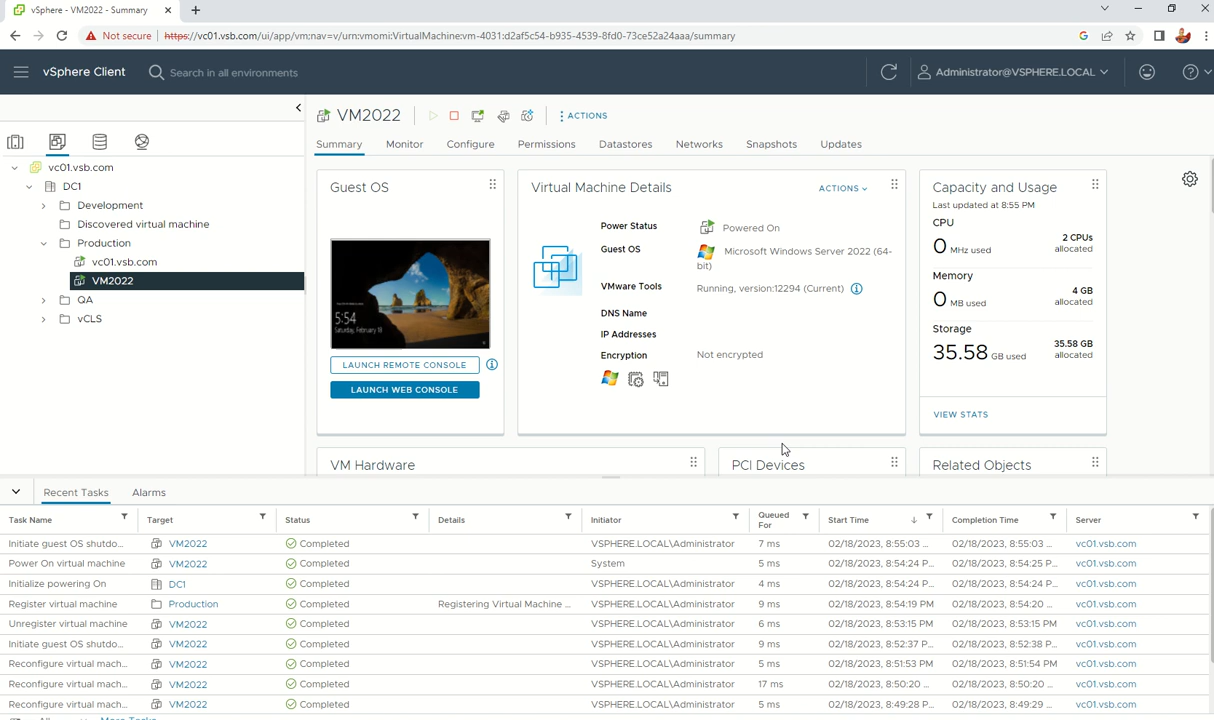 vSphere - VM2022 - Summary
Not secure https://vc01.vsb.com/ui/app/vm;nav=v/urn:vmomi:VirtualMachine:vm-4031:d2af5c54-b935-4539-8fd0-73ce52a24aaa/summary
vSphere Client Search in all environments Administrator@VSPHERE.LOCAL
VM2022 ACTIONS
Summary Monitor Configure Permissions Datastores Networks Snapshots Updates
vc01.vsb.com
DC1
Development
Discovered virtual machine
Production
vc01.vsb.com
VM2022
QA
vCLS
Guest OS
5:54
Saturday, February 18
LAUNCH REMOTE CONSOLE
LAUNCH WEB CONSOLE
Virtual Machine Details ACTIONS
Power Status Powered On
Guest OS Microsoft Windows Server 2022 (64-
bit)
VMware Tools Running, version:12294 (Current)
DNS Name
IP Addresses
Encryption Not encrypted
Capacity and Usage
Last updated at 8:55 PM
CPU
0 MHz used 2 CPUs
allocated
Memory
0 MB used 4 GB
allocated
Storage
35.58 GB used 35.58 GB
allocated
VIEW STATS
VM Hardware PCI Devices Related Objects
Recent Tasks Alarms
Task Name Target Status Details Initiator Queued For Start Time Completion Time Server
Initiate guest OS shutdo... VM2022 Completed VSPHERE.LOCAL\Administrator 7 ms 02/18/2023, 8:55:03 ... 02/18/2023, 8:55:03 ... vc01.vsb.com
Power On virtual machine VM2022 Completed System 5 ms 02/18/2023, 8:54:24 P... 02/18/2023, 8:54:25 P... vc01.vsb.com
Initialize powering On DC1 Completed VSPHERE.LOCAL\Administrator 4 ms 02/18/2023, 8:54:24 P... 02/18/2023, 8:54:24 P... vc01.vsb.com
Register virtual machine Production Completed Registering Virtual Machine ... VSPHERE.LOCAL\Administrator 9 ms 02/18/2023, 8:54:19 PM 02/18/2023, 8:54:20 ... vc01.vsb.com
Unregister virtual machine VM2022 Completed VSPHERE.LOCAL\Administrator 6 ms 02/18/2023, 8:53:15 PM 02/18/2023, 8:53:15 PM vc01.vsb.com
Initiate guest OS shutdo... VM2022 Completed VSPHERE.LOCAL\Administrator 9 ms 02/18/2023, 8:52:37 P... 02/18/2023, 8:52:38 P... vc01.vsb.com
Reconfigure virtual mach... VM2022 Completed VSPHERE.LOCAL\Administrator 5 ms 02/18/2023, 8:51:53 PM 02/18/2023, 8:51:54 PM vc01.vsb.com
Reconfigure virtual mach... VM2022 Completed VSPHERE.LOCAL\Administrator 17 ms 02/18/2023, 8:50:20 ... 02/18/2023, 8:50:20 ... vc01.vsb.com
Reconfigure virtual mach... VM2022 Completed VSPHERE.LOCAL\Administrator 5 ms 02/18/2023, 8:49:28 P... 02/18/2023, 8:49:29 ... vc01.vsb.com
All More Tasks